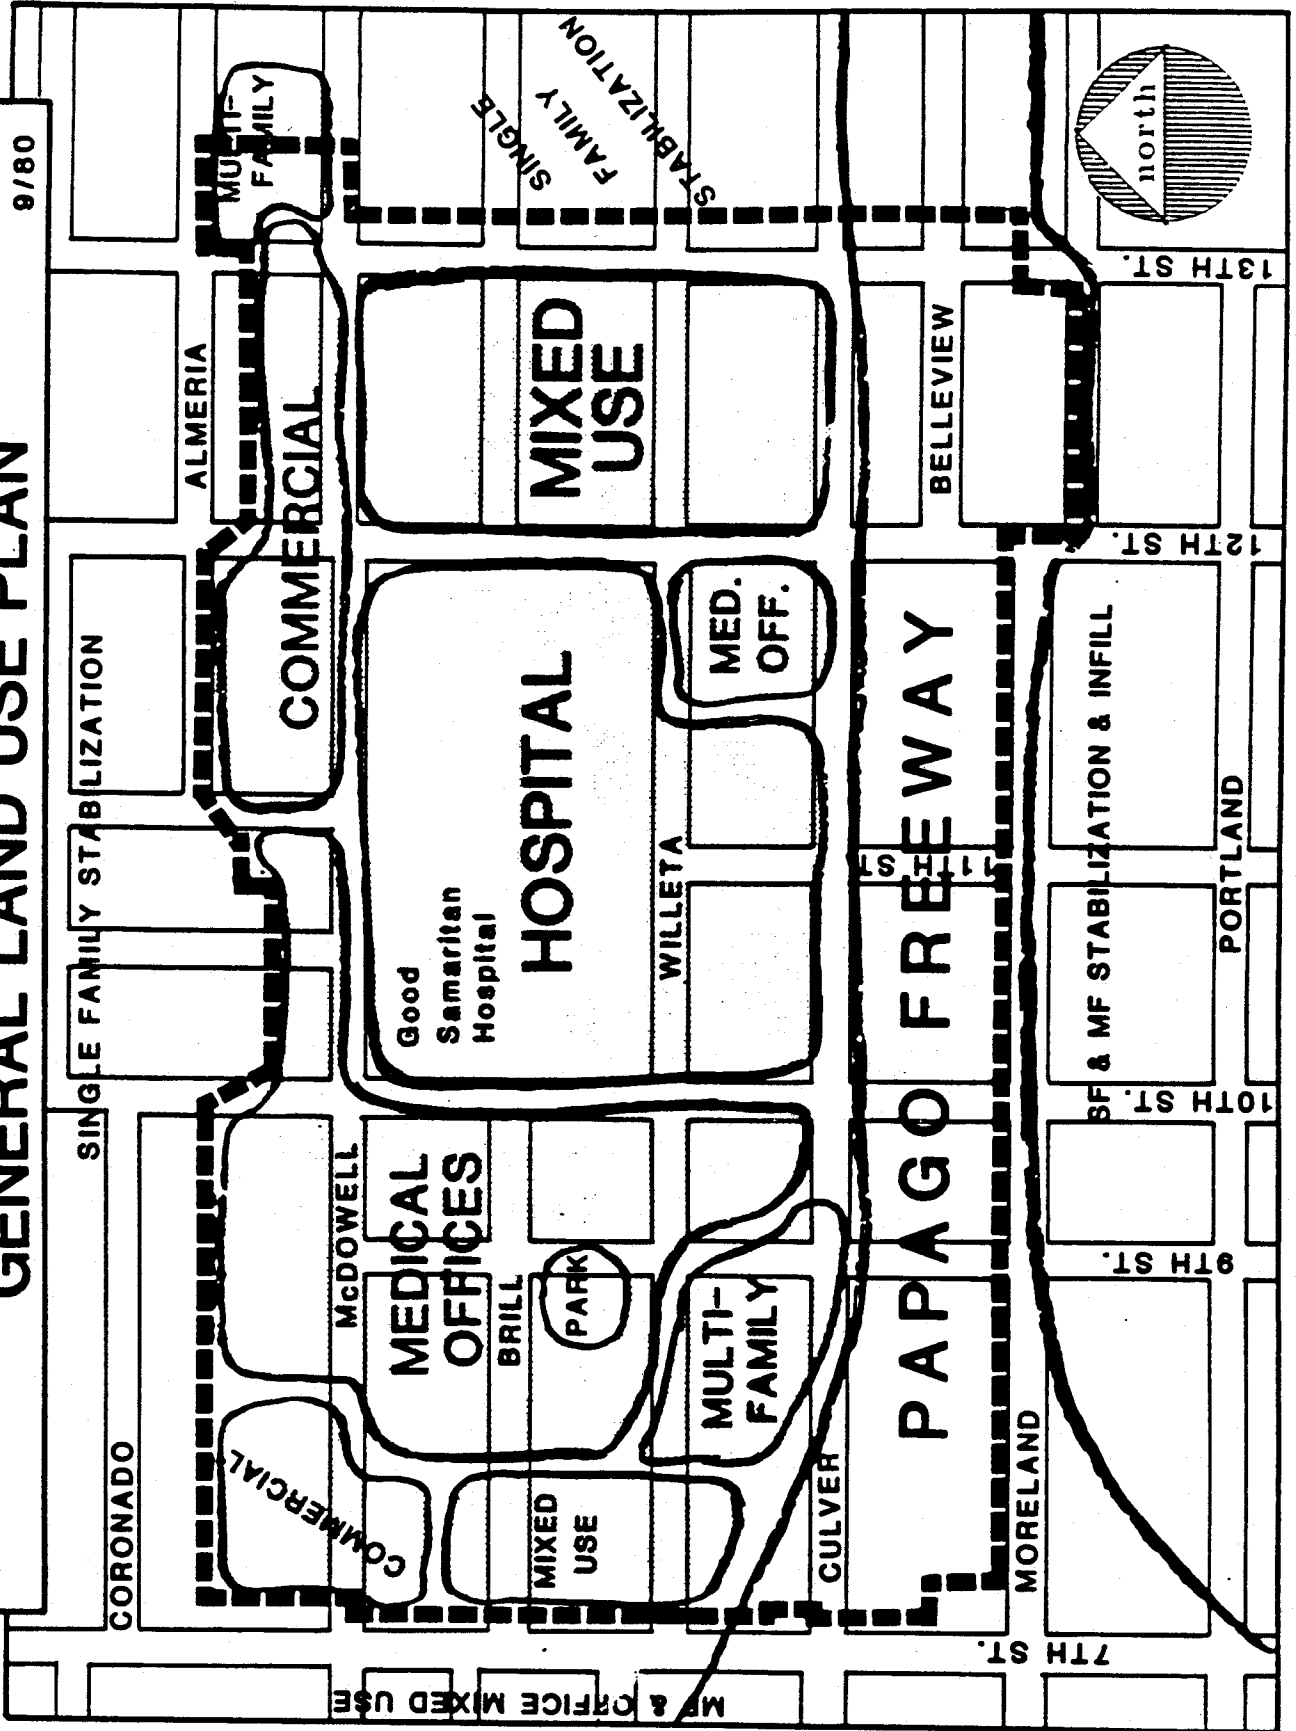 GENERAL LAND USE PLAN
9/80
SINGLE FAMILY STABILIZATION
CORONADO
ALMERIA
MULTI-
FAMILY
COMMERCIAL
COMMERCIAL
McDOWELL
MEDICAL
OFFICES
BRILL
PARK
Good
Samaritan
Hospital
HOSPITAL
MIXED
USE
SINGLE
FAMILY
STABILIZATION
MIXED
USE
WILLETA
MED.
OFF.
MULTI-
FAMILY
CULVER
PAPAGO FREEWAY
BELLEVIEW
MORELAND
SF & MF STABILIZATION & INFILL
PORTLAND
MF & OFFICE MIXED USE
7TH ST.
9TH ST.
10TH ST.
11TH ST
12TH ST.
13TH ST.
north